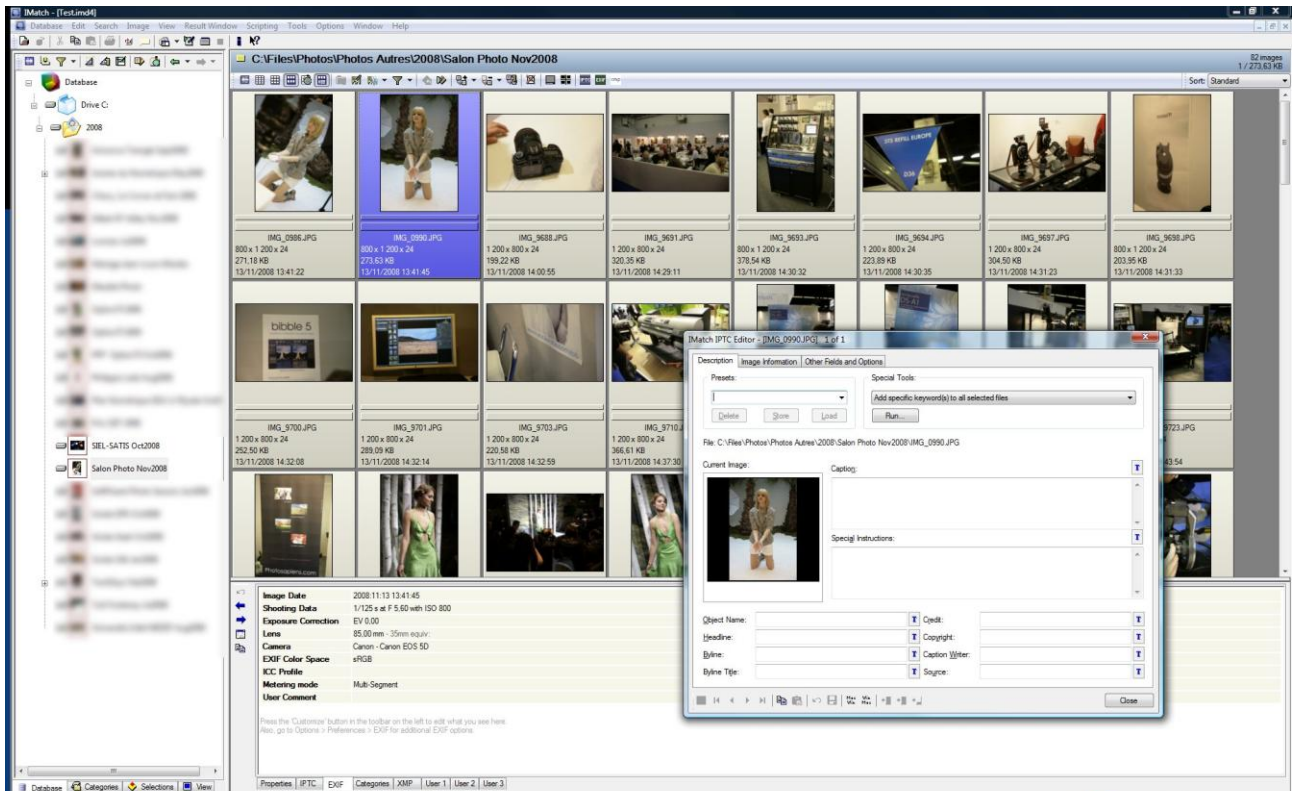 IMatch - [Test.imd4]
Database Edit Search Image View Result Window Scripting Tools Options Window Help
C:\Files\Photos\Photos Autres\2008\Salon Photo Nov2008
82 images
1 / 273.63 KB
Sort: Standard
Database
Drive C:
2008
SIEL-SATIS Oct2008
Salon Photo Nov2008
IMG_0986.JPG
800 x 1 200 x 24
271,18 KB
13/11/2008 13:41:22
IMG_0990.JPG
800 x 1 200 x 24
273,63 KB
13/11/2008 13:41:45
IMG_9688.JPG
1 200 x 800 x 24
199,22 KB
13/11/2008 14:00:55
IMG_9691.JPG
1 200 x 800 x 24
320,35 KB
13/11/2008 14:29:11
IMG_9693.JPG
800 x 1 200 x 24
378,54 KB
13/11/2008 14:30:32
IMG_9694.JPG
1 200 x 800 x 24
223,89 KB
13/11/2008 14:30:35
IMG_9697.JPG
1 200 x 800 x 24
304,50 KB
13/11/2008 14:31:23
IMG_9698.JPG
800 x 1 200 x 24
203,95 KB
13/11/2008 14:31:33
SYS REFILL EUROPE
D36
bibble 5
IMG_9700.JPG
1 200 x 800 x 24
252,50 KB
13/11/2008 14:32:08
IMG_9701.JPG
1 200 x 800 x 24
289,09 KB
13/11/2008 14:32:14
IMG_9703.JPG
1 200 x 800 x 24
220,58 KB
13/11/2008 14:32:59
IMG_9710.J
1 200 x 800 x 24
366,61 KB
13/11/2008 14:37:30
9723.JPG
43:54
Photosapiens.com
IMatch IPTC Editor - [IMG_0990.JPG] 1 of 1
Description Image Information Other Fields and Options
Presets:
Delete Store Load
Special Tools:
Add specific keyword(s) to all selected files
Run...
File: C:\Files\Photos\Photos Autres\2008\Salon Photo Nov2008\IMG_0990.JPG
Current Image:
Caption:
Special Instructions:
Object Name: Credit:
Headline: Copyright:
Byline: Caption Writer:
Byline Title: Source:
Close
Image Date 2008:11:13 13:41:45
Shooting Data 1/125 s at F 5,60 with ISO 800
Exposure Correction EV 0.00
Lens 85,00 mm - 35mm equiv:
Camera Canon - Canon EOS 5D
EXIF Color Space sRGB
ICC Profile
Metering mode Multi-Segment
User Comment
Press the 'Customize' button in the toolbar on the left to edit what you see here.
Also, go to Options > Preferences > EXIF for additional EXIF options.
Database Categories Selections View
Properties IPTC EXIF Categories XMP User 1 User 2 User 3